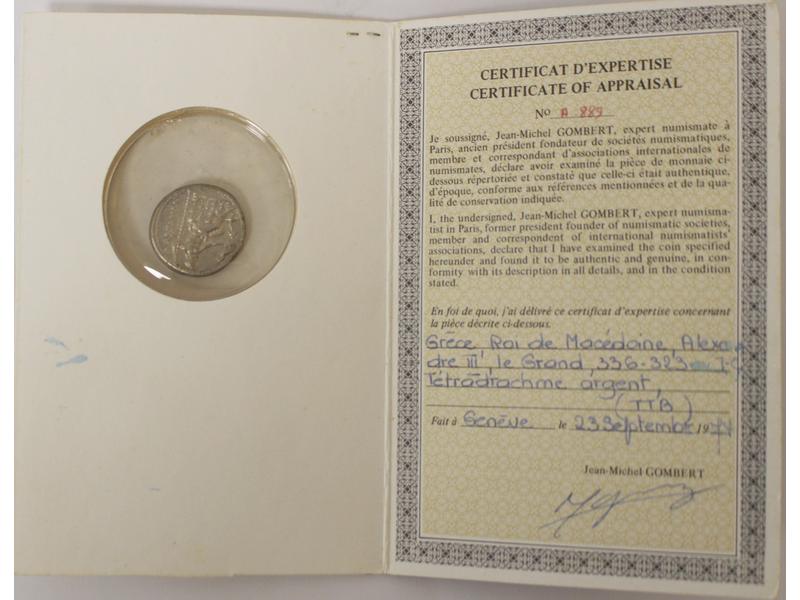 CERTIFICAT D'EXPERTISE
CERTIFICATE OF APPRAISAL
No A 889
Je soussigné, Jean-Michel GOMBERT, expert numismate à
Paris, ancien président fondateur de sociétés numismatiques,
membre et correspondant d'associations internationales de
numismates, déclare avoir examiné la pièce de monnaie ci-
dessous répertoriée et constaté que celle-ci était authentique,
d'époque, conforme aux références mentionnées et de la qua-
lité de conservation indiquée.
I, the undersigned, Jean-Michel GOMBERT, expert numisma-
tist in Paris, former president founder of numismatic societies,
member and correspondent of international numismatists'
associations, declare that I have examined the coin specified
hereunder and found it to be authentic and genuine, in con-
formity with its description in all details, and in the condition
stated.
En foi de quoi, j'ai délivré ce certificat d'expertise concernant
la pièce décrite ci-dessous.
Grèce Roi de Macédoine, Alexan
dre III, le Grand, 336-323
Tétradrachme argent,
(TTB)
Fait à Genève le 23 Septembre 19
Jean-Michel GOMBERT